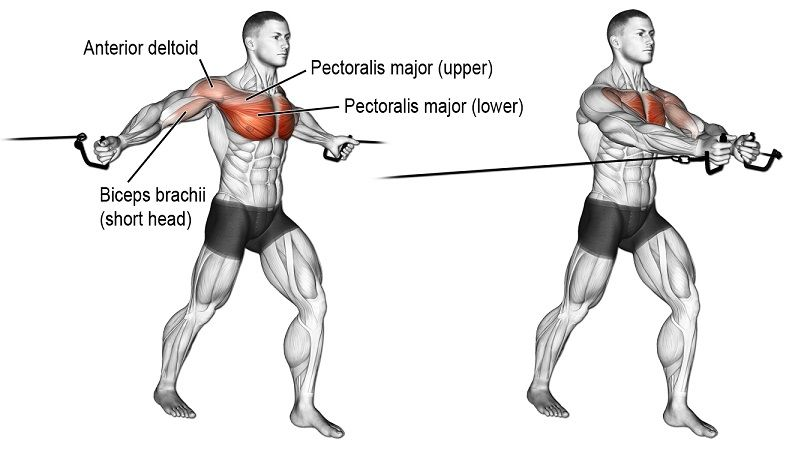 Anterior deltoid
Pectoralis major (upper)
Pectoralis major (lower)
Biceps brachii
(short head)